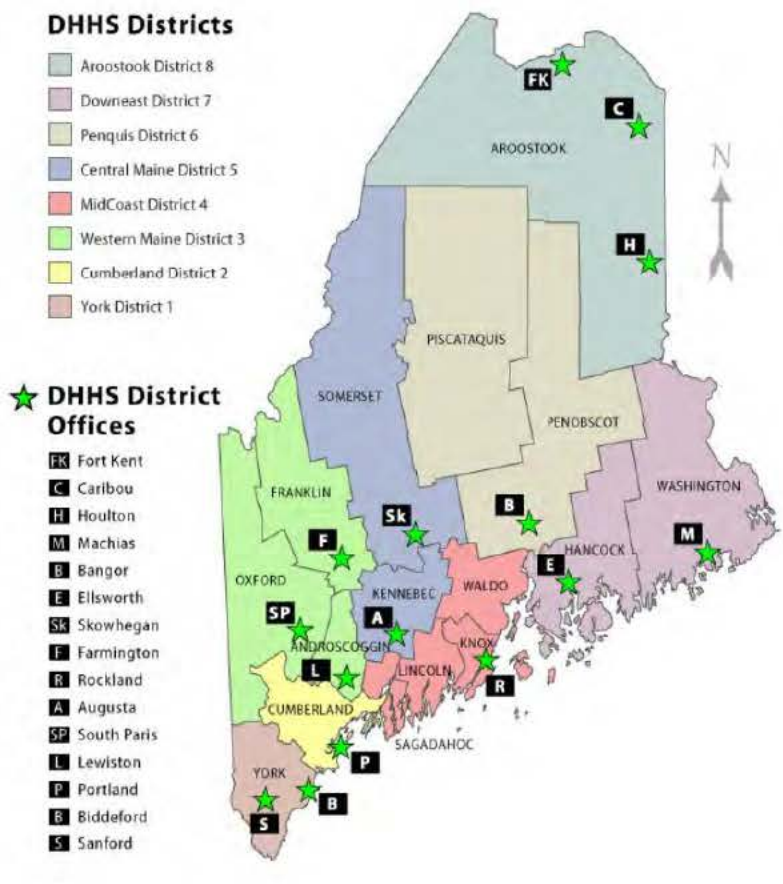 DHHS Districts
Aroostook District 8
Downeast District 7
Penquis District 6
Central Maine District 5
MidCoast District 4
Western Maine District 3
Cumberland District 2
York District 1
DHHS District
Offices
FK Fort Kent
C Caribou
H Houlton
M Machias
B Bangor
E Ellsworth
Sk Skowhegan
F Farmington
R Rockland
A Augusta
SP South Paris
L Lewiston
P Portland
B Biddeford
S Sanford
FK
C
AROOSTOOK
N
H
PISCATAQUIS
SOMERSET
PENOBSCOT
FRANKLIN
WASHINGTON
Sk
B
F
M
HANCOCK
E
OXFORD
KENNEBEC
WALDO
SP
A
ANDROSCOGGIN
KNOX
L
LINCOLN
R
CUMBERLAND
SAGADAHOC
P
YORK
B
S